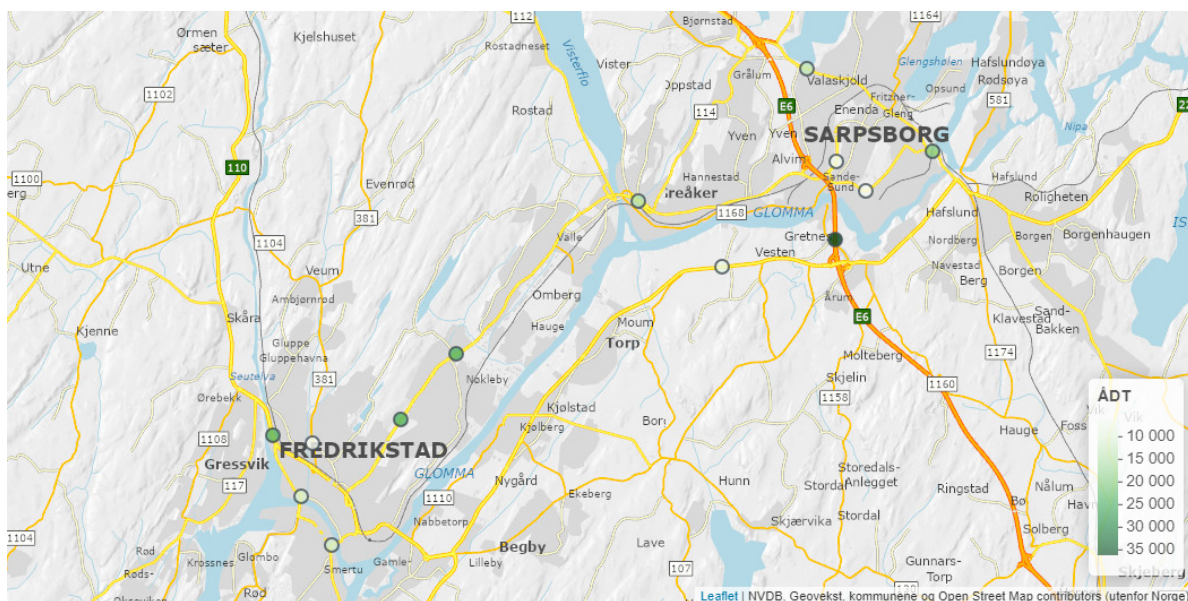 112
1164
Bjørnstad
Ørmen
sæter
Kjelshuset
Rostadneset
Visterflo
Vister
Glengshølen
Hafslundøya
Rødsøya
Grålum
Oppstad
Valaskjold
Fritzner-
Gleng
Opsund
1102
Rostad
114
E6
Enenda
581
22
Yven
Yven
SARPSBORG
Nipa
110
Alvim
1100
Evenrød
Hannestad
Sande-
Sund
Hafslund
Roligheten
381
Greåker
1168
GLOMMA
Hafslund
IS
1104
Valle
Gretnes
Nordberg
Borgen
Borgenhaugen
Utne
Veum
Vesten
Navestad
Berg
Borgen
Ambjørnrød
Omberg
Årum
Sand-
Bakken
Skåra
Hauge
Moum
E6
Klavestad
Kjenne
Gluppe
Gluppehavna
Torp
Molteberg
1174
381
Nøkleby
Skjelin
1160
Seutelva
ÅDT
Ørebekk
Kjølstad
1158
Vik
Vik
1108
Kjølberg
Hauge
Foss
10 000
FREDRIKSTAD
Gressvik
GLOMMA
Storedals-
Anlegget
15 000
117
Nygård
Hunn
Stordal
Ringstad
Nålum
20 000
1110
Ekeberg
Bø
25 000
Nabbetorp
Skjærvika
Stordal
Solberg
30 000
1104
Rød
Glombo
Begby
Lave
Krossnes
Gamle-
Lilleby
35 000
Røds-
Smertu
107
Gunnars-
Torp
Skjeberg
Rød
Leaflet | NVDB, Geovekst, kommunene og Open Street Map contributors (utenfor Norge)